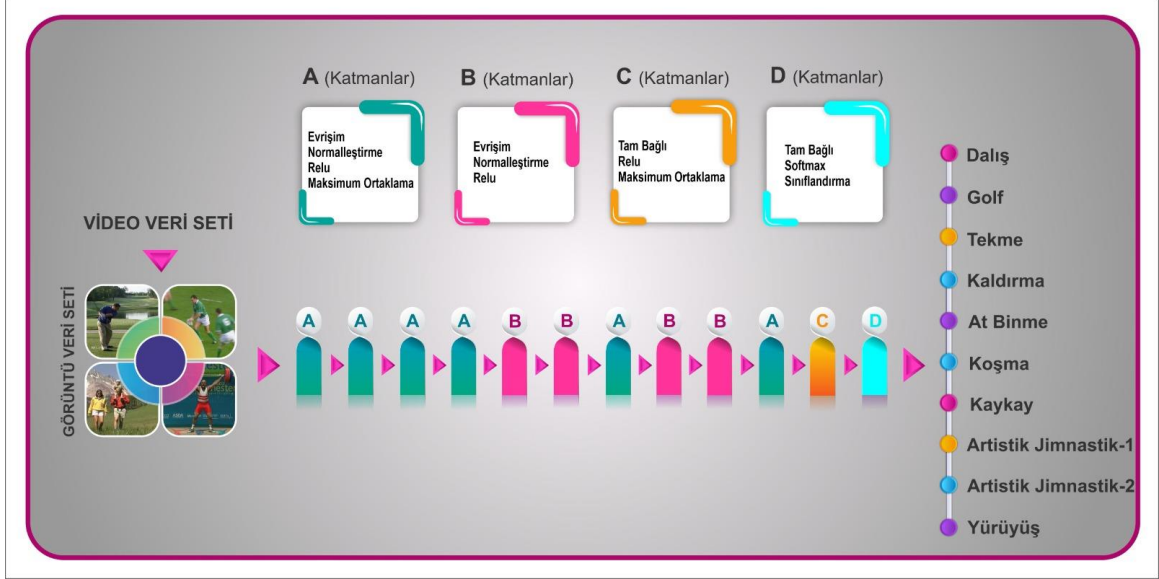 A (Katmanlar)
B (Katmanlar)
C (Katmanlar)
D (Katmanlar)
Evrişim
Normalleştirme
Relu
Maksimum Ortaklama
Evrişim
Normalleştirme
Relu
Tam Bağlı
Relu
Maksimum Ortaklama
Tam Bağlı
Softmax
Sınıflandırma
VİDEO VERİ SETİ
GÖRÜNTÜ VERİ SETİ
A A A A B B A B B A C D
Dalış
Golf
Tekme
Kaldırma
At Binme
Koşma
Kaykay
Artistik Jimnastik-1
Artistik Jimnastik-2
Yürüyüş